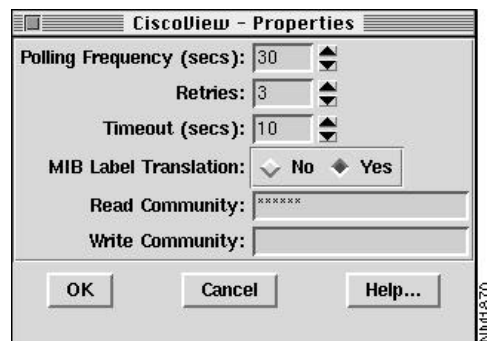 CiscoView - Properties
Polling Frequency (secs): 30
Retries: 3
Timeout (secs): 10
MIB Label Translation: No Yes
Read Community: ******
Write Community:
OK Cancel Help...